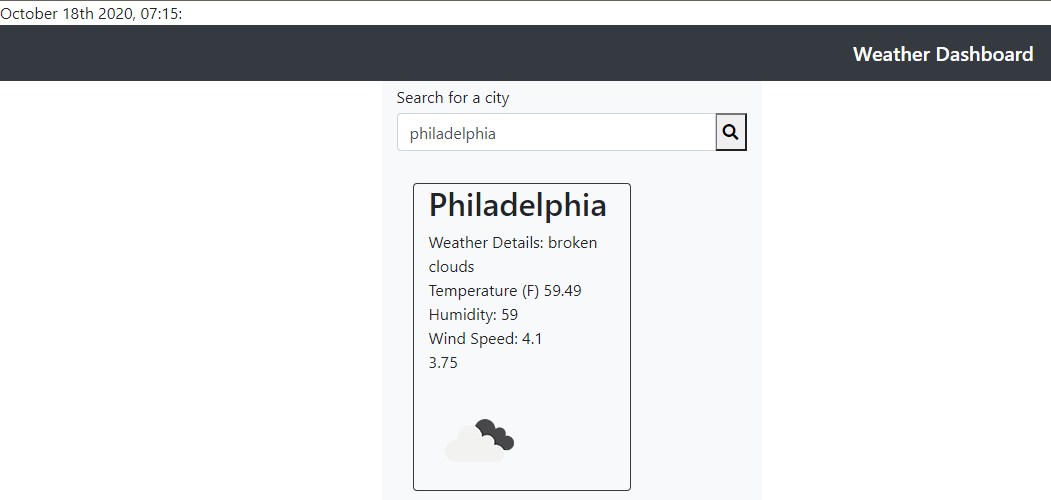 October 18th 2020, 07:15:
Weather Dashboard
Search for a city
philadelphia
Philadelphia
Weather Details: broken
clouds
Temperature (F) 59.49
Humidity: 59
Wind Speed: 4.1
3.75